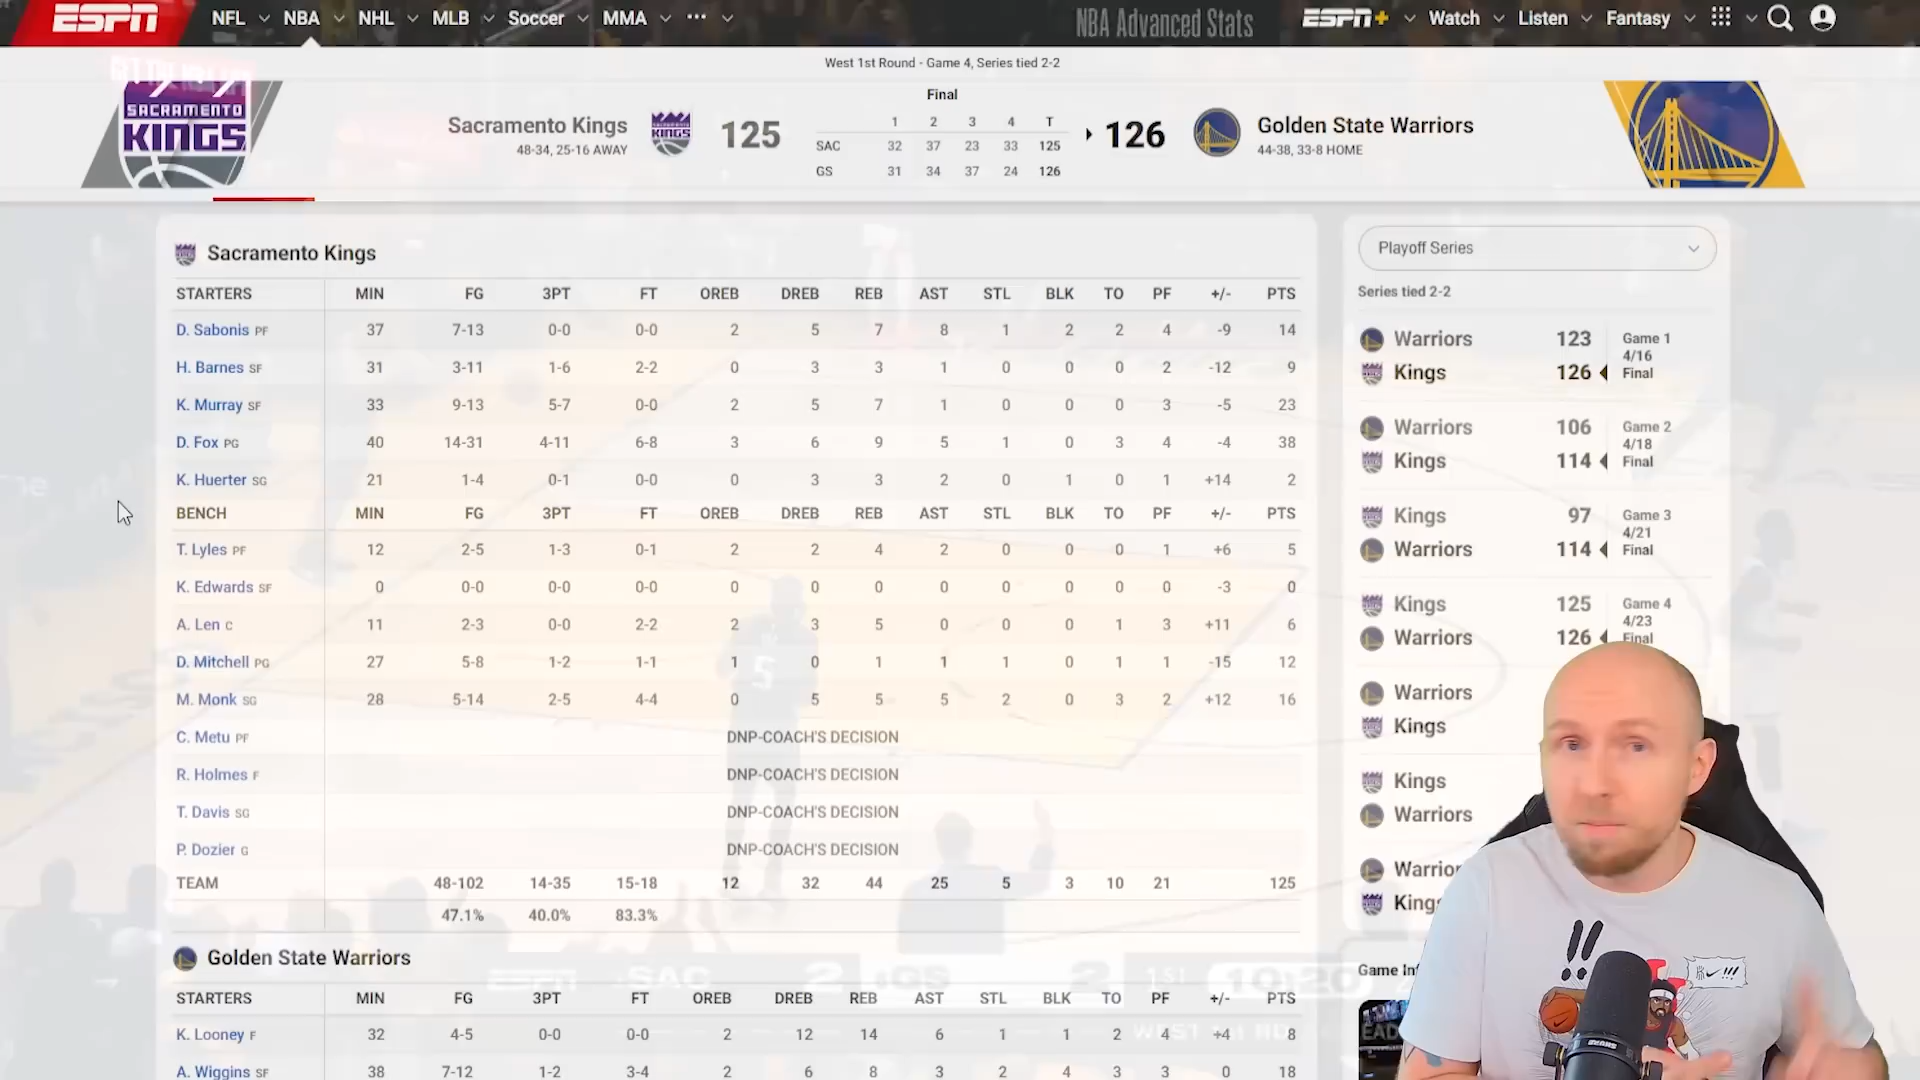 ESPN NFL NBA NHL MLB Soccer MMA ... NBA Advanced Stats ESPN+ Watch Listen Fantasy
West 1st Round - Game 4, Series tied 2-2
Final
SACRAMENTO
KINGS
Sacramento Kings
48-34, 25-16 AWAY
KINGS
125
1 2 3 4 T
SAC 32 37 23 33 125
GS 31 34 37 24 126
126
Golden State Warriors
44-38, 33-8 HOME
Sacramento Kings
STARTERS MIN FG 3PT FT OREB DREB REB AST STL BLK TO PF +/- PTS
D. Sabonis PF 37 7-13 0-0 0-0 2 5 7 8 1 2 2 4 -9 14
H. Barnes SF 31 3-11 1-6 2-2 0 3 3 1 0 0 0 2 -12 9
K. Murray SF 33 9-13 5-7 0-0 2 5 7 1 0 0 0 3 -5 23
D. Fox PG 40 14-31 4-11 6-8 3 6 9 5 1 0 3 4 -4 38
K. Huerter SG 21 1-4 0-1 0-0 0 3 3 2 0 1 0 1 +14 2
BENCH MIN FG 3PT FT OREB DREB REB AST STL BLK TO PF +/- PTS
T. Lyles PF 12 2-5 1-3 0-1 2 2 4 2 0 0 0 1 +6 5
K. Edwards SF 0 0-0 0-0 0-0 0 0 0 0 0 0 0 0 -3 0
A. Len C 11 2-3 0-0 2-2 2 3 5 0 0 0 1 3 +11 6
D. Mitchell PG 27 5-8 1-2 1-1 1 0 1 1 1 0 1 1 -15 12
M. Monk SG 28 5-14 2-5 4-4 0 5 5 5 2 0 3 2 +12 16
C. Metu PF DNP-COACH'S DECISION
R. Holmes F DNP-COACH'S DECISION
T. Davis SG DNP-COACH'S DECISION
P. Dozier G DNP-COACH'S DECISION
TEAM 48-102 14-35 15-18 12 32 44 25 5 3 10 21 125
47.1% 40.0% 83.3%
Golden State Warriors
ESPN SAC 2 GS 2 1ST 10:20
STARTERS MIN FG 3PT FT OREB DREB REB AST STL BLK TO PF +/- PTS
K. Looney F 32 4-5 0-0 0-0 2 12 14 6 1 1 2 4 +4 8
A. Wiggins SF 38 7-12 1-2 3-4 2 6 8 3 2 4 3 3 0 18
Playoff Series
Series tied 2-2
Warriors 123 Game 1
4/16
Kings 126 Final
Warriors 106 Game 2
4/18
Kings 114 Final
Kings 97 Game 3
4/21
Warriors 114 Final
Kings 125 Game 4
4/23
Warriors 126 Final
Warriors
Kings
Kings
Warriors
Warrio
Kings
Game In
5